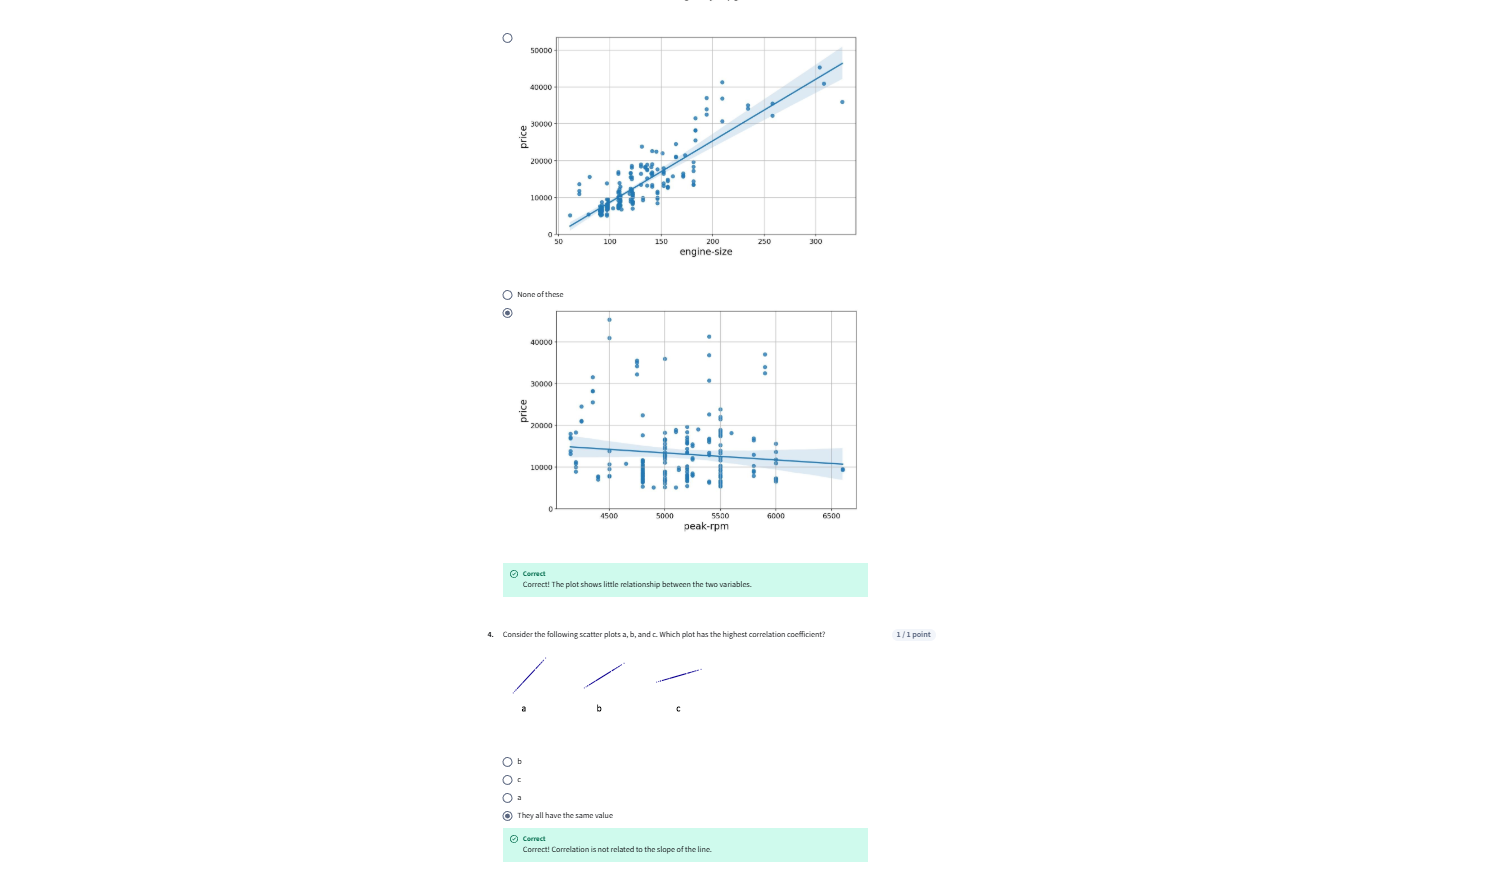 50000
40000
30000
20000
10000
0
price
50 100 150 200 250 300
engine-size
None of these
40000
30000
20000
10000
0
price
4500 5000 5500 6000 6500
peak-rpm
Correct
Correct! The plot shows little relationship between the two variables.
4. Consider the following scatter plots a, b, and c. Which plot has the highest correlation coefficient? 1 / 1 point
a b c
b
c
a
They all have the same value
Correct
Correct! Correlation is not related to the slope of the line.